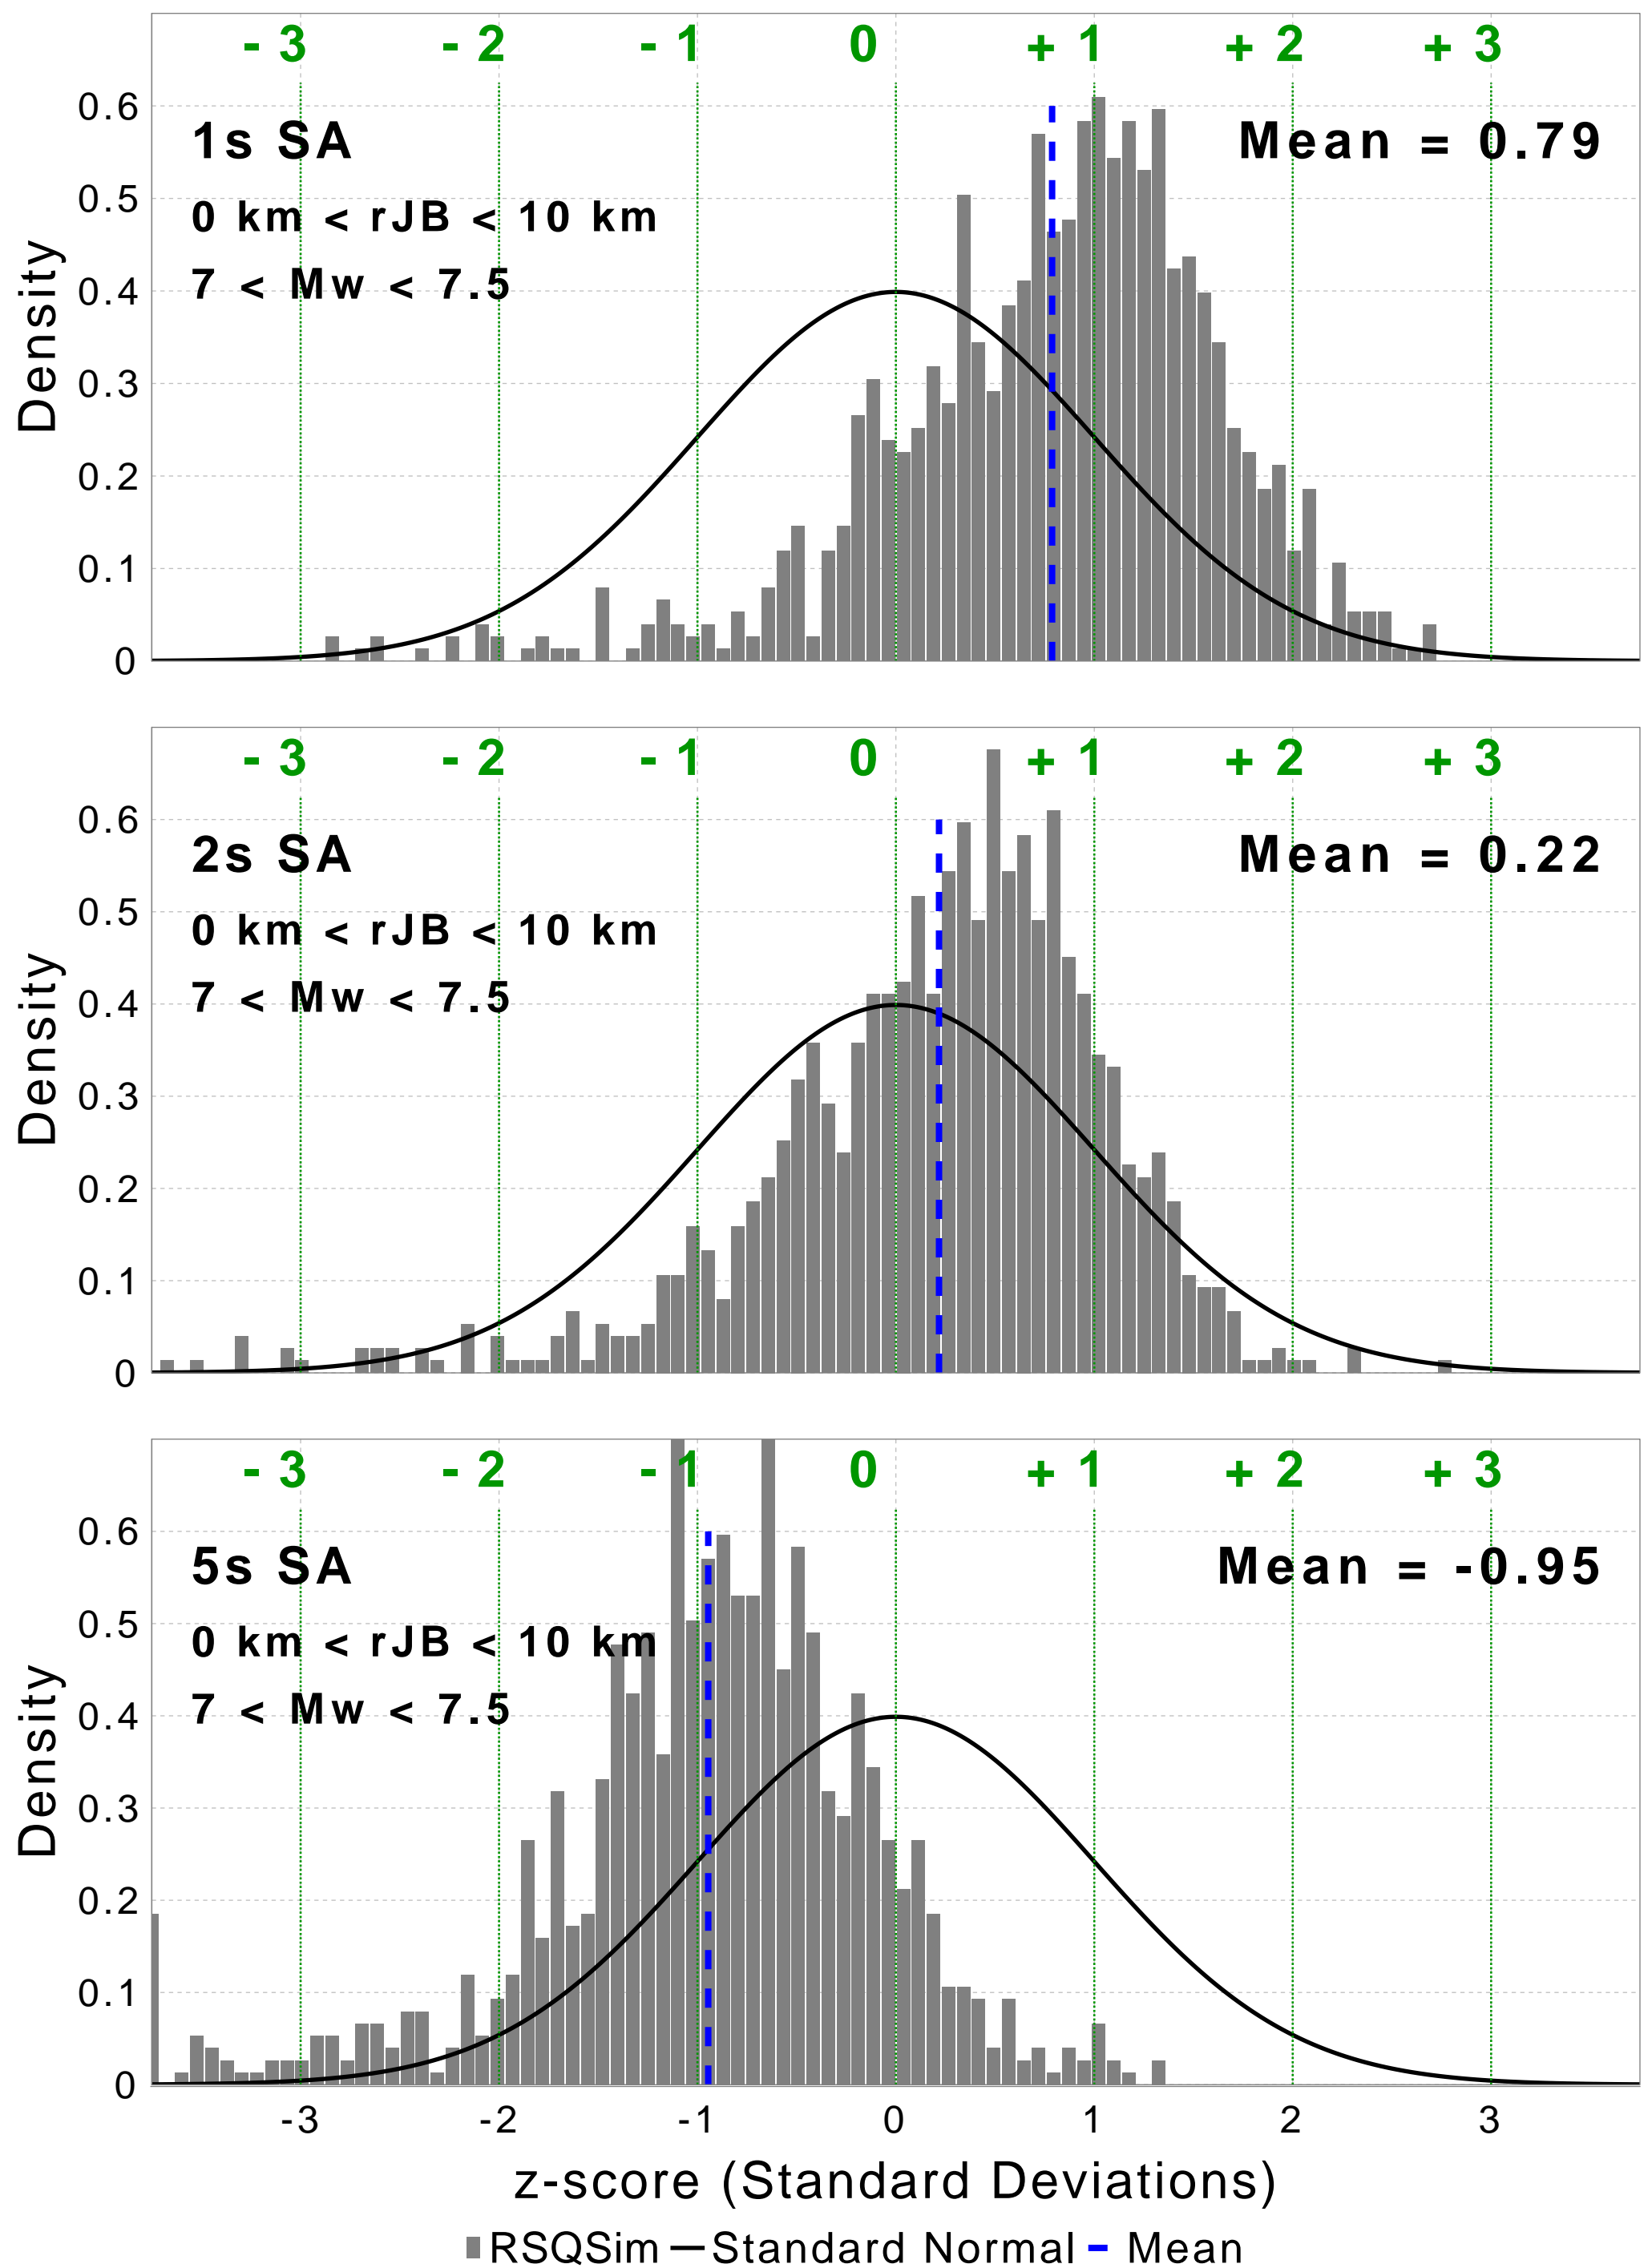 - 3 - 2 - 1 0 + 1 + 2 + 3
0.6
1s SA
Mean = 0.79
0.5
0 km < rJB < 10 km
0.4
7 < Mw < 7.5
Density
0.3
0.2
0.1
0
- 3 - 2 - 1 0 + 1 + 2 + 3
0.6
2s SA
Mean = 0.22
0.5
0 km < rJB < 10 km
0.4
7 < Mw < 7.5
Density
0.3
0.2
0.1
0
- 3 - 2 - 1 0 + 1 + 2 + 3
0.6
5s SA
Mean = -0.95
0.5
0 km < rJB < 10 km
0.4
7 < Mw < 7.5
Density
0.3
0.2
0.1
0
-3 -2 -1 0 1 2 3
z-score (Standard Deviations)
RSQSim Standard Normal Mean